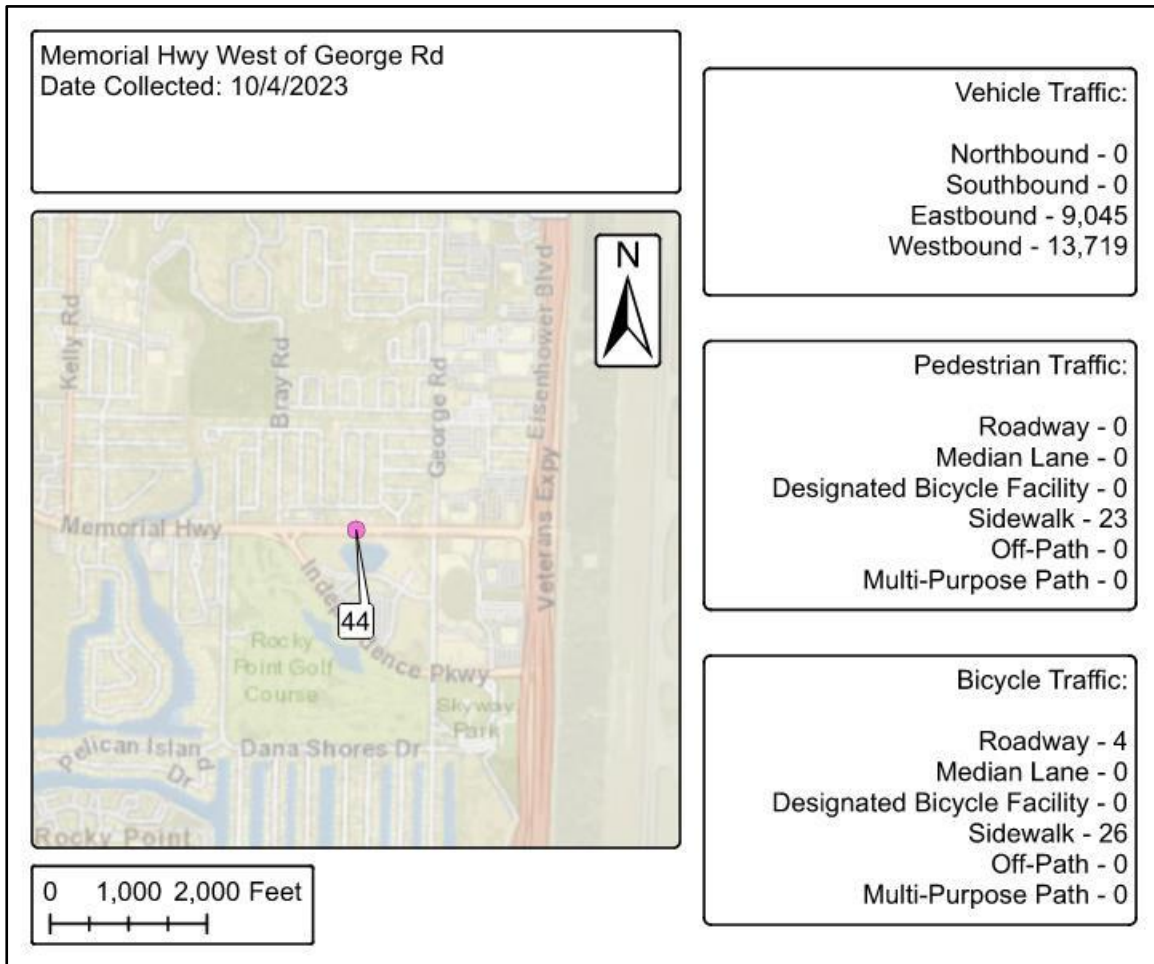 Memorial Hwy West of George Rd
Date Collected: 10/4/2023
Vehicle Traffic:
Northbound - 0
Southbound - 0
Eastbound - 9,045
Westbound - 13,719
N
Kelly Rd
Bray Rd
George Rd
Veterans Expy Eisenhower Blvd
Memorial Hwy
Independence Pkwy
44
Rocky
Point Golf
Course
Skyway
Park
Pelican Island
Dr
Dana Shores Dr
Rocky Point
0 1,000 2,000 Feet
Pedestrian Traffic:
Roadway - 0
Median Lane - 0
Designated Bicycle Facility - 0
Sidewalk - 23
Off-Path - 0
Multi-Purpose Path - 0
Bicycle Traffic:
Roadway - 4
Median Lane - 0
Designated Bicycle Facility - 0
Sidewalk - 26
Off-Path - 0
Multi-Purpose Path - 0